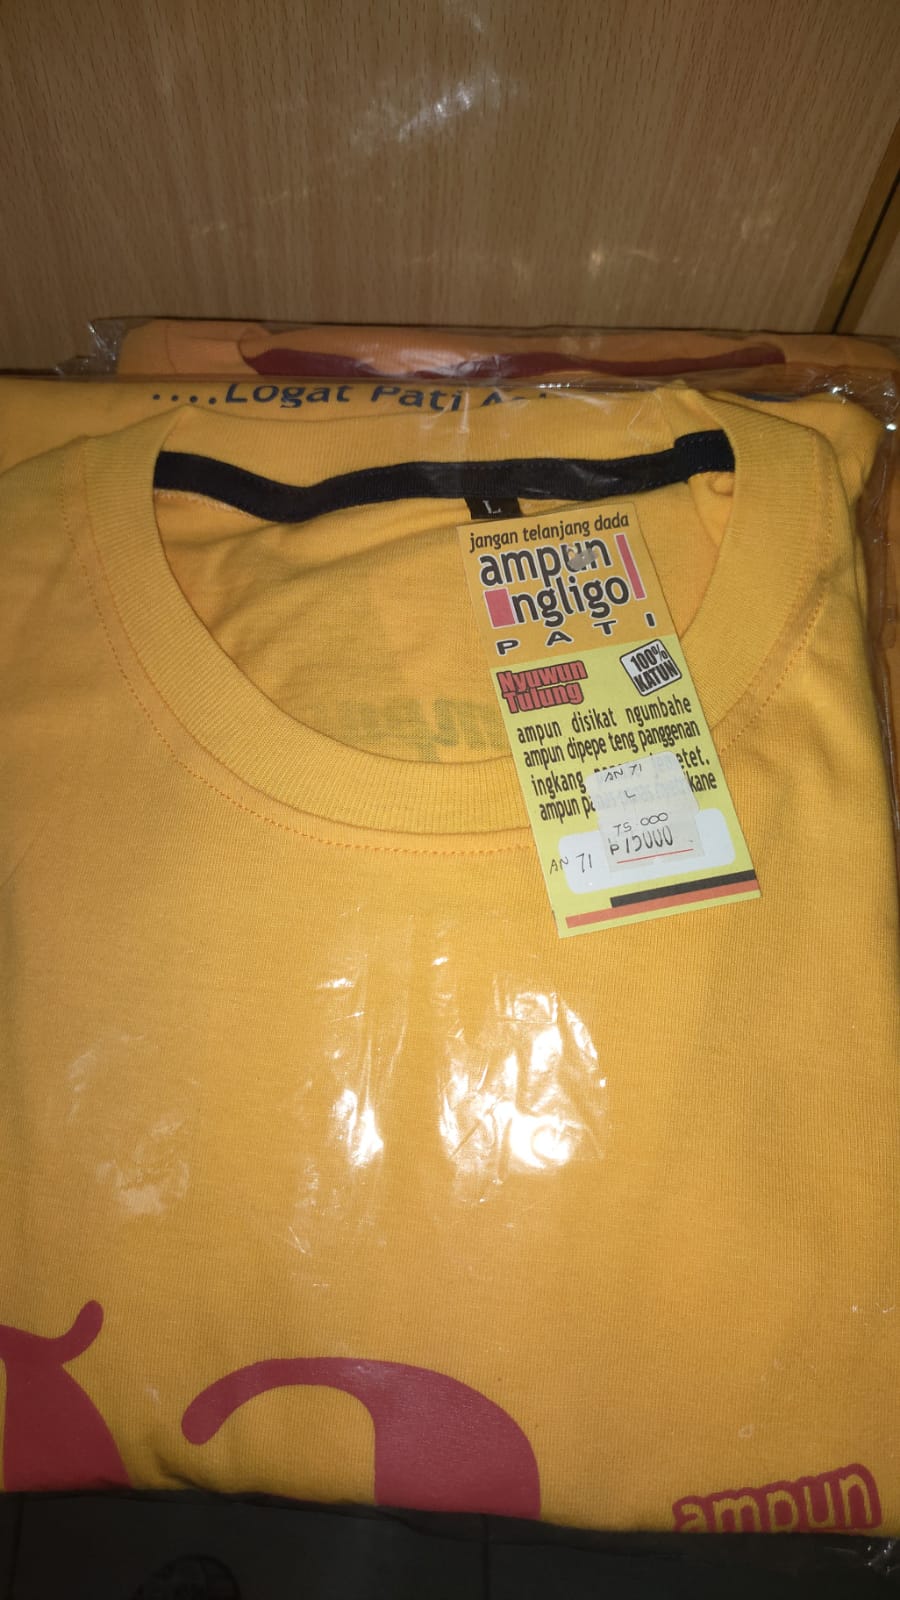 ....Logat Pati
L
jangan telanjang dada
ampun
ngligo
PATI
Nyuwun
Tulung
100%
KATUN
ampun disikat ngumbahe
ampun dipepe teng panggenan
ingkang
ampun
AN 71
L
75.000
AN 71
ampun